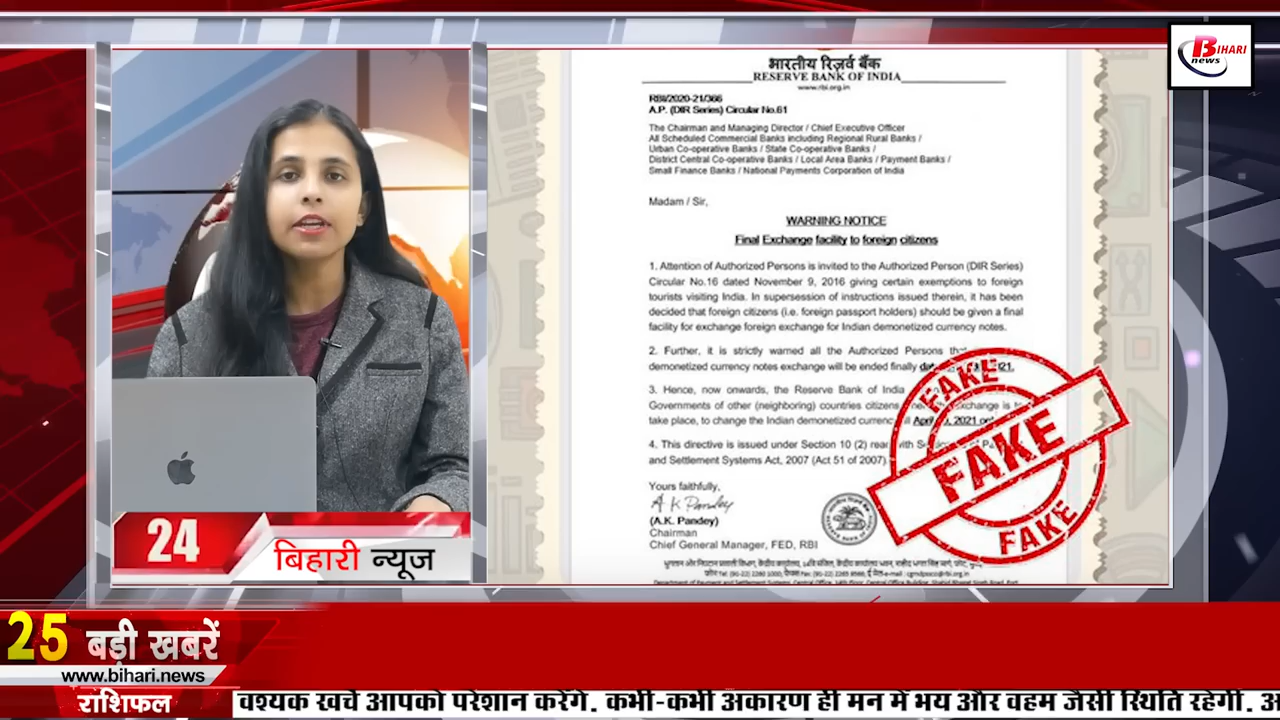 BIHARI
news
भारतीय रिज़र्व बैंक
RESERVE BANK OF INDIA
www.rbi.org.in
RBI/2020-21/366
A.P. (DIR Series) Circular No.61
The Chairman and Managing Director / Chief Executive Officer
All Scheduled Commercial Banks including Regional Rural Banks /
Urban Co-operative Banks / State Co-operative Banks /
District Central Co-operative Banks / Local Area Banks / Payment Banks /
Small Finance Banks / National Payments Corporation of India
Madam / Sir,
WARNING NOTICE
Final Exchange facility to foreign citizens
1. Attention of Authorized Persons is invited to the Authorized Person (DIR Series)
Circular No.16 dated November 9, 2016 giving certain exemptions to foreign
tourists visiting India. In supersession of instructions issued therein, it has been
decided that foreign citizens (i.e. foreign passport holders) should be given a final
facility for exchange foreign exchange for Indian demonetized currency notes.
2. Further, it is strictly warned all the Authorized Persons
demonetized currency notes exchange will be ended finally
3. Hence, now onwards, the Reserve Bank of India
Governments of other (neighboring) countries citizens exchange is
take place, to change the Indian demonetized April 2021
4. This directive is issued under Section 10 (2)
and Settlement Systems Act, 2007 (Act 51 of 2007)
Yours faithfully,
A K Pandey
(A.K. Pandey)
Chairman
Chief General Manager, FED, RBI
FAKE
FAKE
FAKE
24
बिहारी न्यूज
25 बड़ी खबरें
www.bihari.news
राशिफल
वश्यक खर्च आपको परेशान करेंगे. कभी-कभी अकारण ही मन में भय और वहम जैसी स्थिति रहेगी.